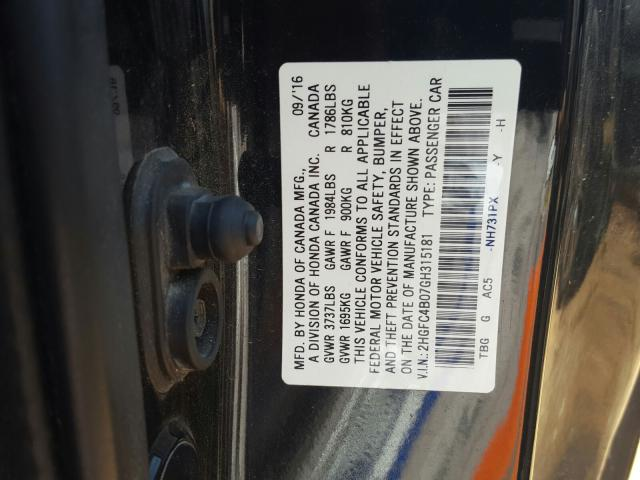 MFD. BY HONDA OF CANADA MFG., 09/'16
A DIVISION OF HONDA CANADA INC. CANADA
GVWR 3737LBS GAWR F 1984LBS R 1786LBS
GVWR 1695KG GAWR F 900KG R 810KG
THIS VEHICLE CONFORMS TO ALL APPLICABLE
FEDERAL MOTOR VEHICLE SAFETY, BUMPER,
AND THEFT PREVENTION STANDARDS IN EFFECT
ON THE DATE OF MANUFACTURE SHOWN ABOVE.
V.I.N.: 2HGFC4B07GH315181 TYPE: PASSENGER CAR
TBG G AC5 -NH731PX -Y -H